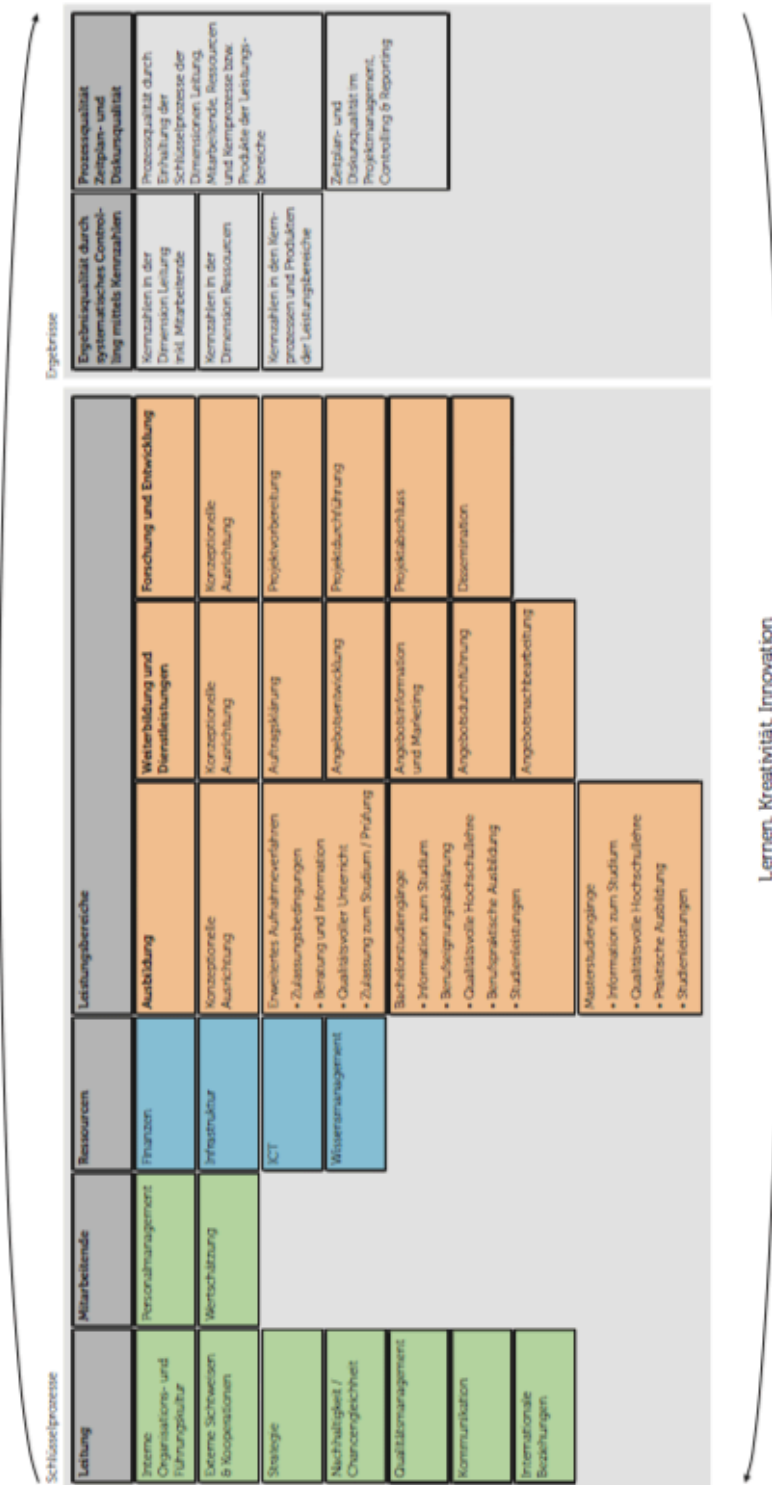 Schlüsselprozesse
Leitung
Interne
Organisations- und
Führungskultur
Externe Sichtweisen
& Kooperationen
Strategie
Nachhaltigkeit /
Chancengleichheit
Qualitätsmanagement
Kommunikation
Internationale
Beziehungen
Mitarbeitende
Personalmanagement
Wertschätzung
Ressourcen
Finanzen
Infrastruktur
ICT
Wissensmanagement
Leistungsbereiche
Ausbildung
Konzeptionelle
Ausrichtung
Erweitertes Aufnahmeverfahren
• Zulassungsbedingungen
• Beratung und Information
• Qualitätsvoller Unterricht
• Zulassung zum Studium / Prüfung
Bachelorstudiengänge
• Information zum Studium
• Berufseignungsabklärung
• Qualitätsvolle Hochschullehre
• Berufspraktische Ausbildung
• Studienleistungen
Masterstudiengänge
• Information zum Studium
• Qualitätsvolle Hochschullehre
• Praktische Ausbildung
• Studienleistungen
Weiterbildung und
Dienstleistungen
Konzeptionelle
Ausrichtung
Auftragsklärung
Angebotsentwicklung
Angebotsinformation
und Marketing
Angebotsdurchführung
Angebotsnachbearbeitung
Forschung und Entwicklung
Konzeptionelle
Ausrichtung
Projektvorbereitung
Projektdurchführung
Projektabschluss
Dissemination
Ergebnisse
Ergebnisqualität durch
systematisches Control-
ling mittels Kennzahlen
Kennzahlen in der
Dimension Leitung
inkl. Mitarbeitende
Kennzahlen in der
Dimension Ressourcen
Kennzahlen in den Kern-
prozessen und Produkten
der Leistungsbereiche
Prozessqualität
Zeitplan- und
Diskursqualität
Prozessqualität durch
Einhaltung der
Schlüsselprozesse der
Dimensionen Leitung,
Mitarbeitende, Ressourcen
und Kernprozesse bzw.
Produkte der Leistungs-
bereiche
Zeitplan- und
Diskursqualität im
Projektmanagement,
Controlling & Reporting
Lernen, Kreativität, Innovation